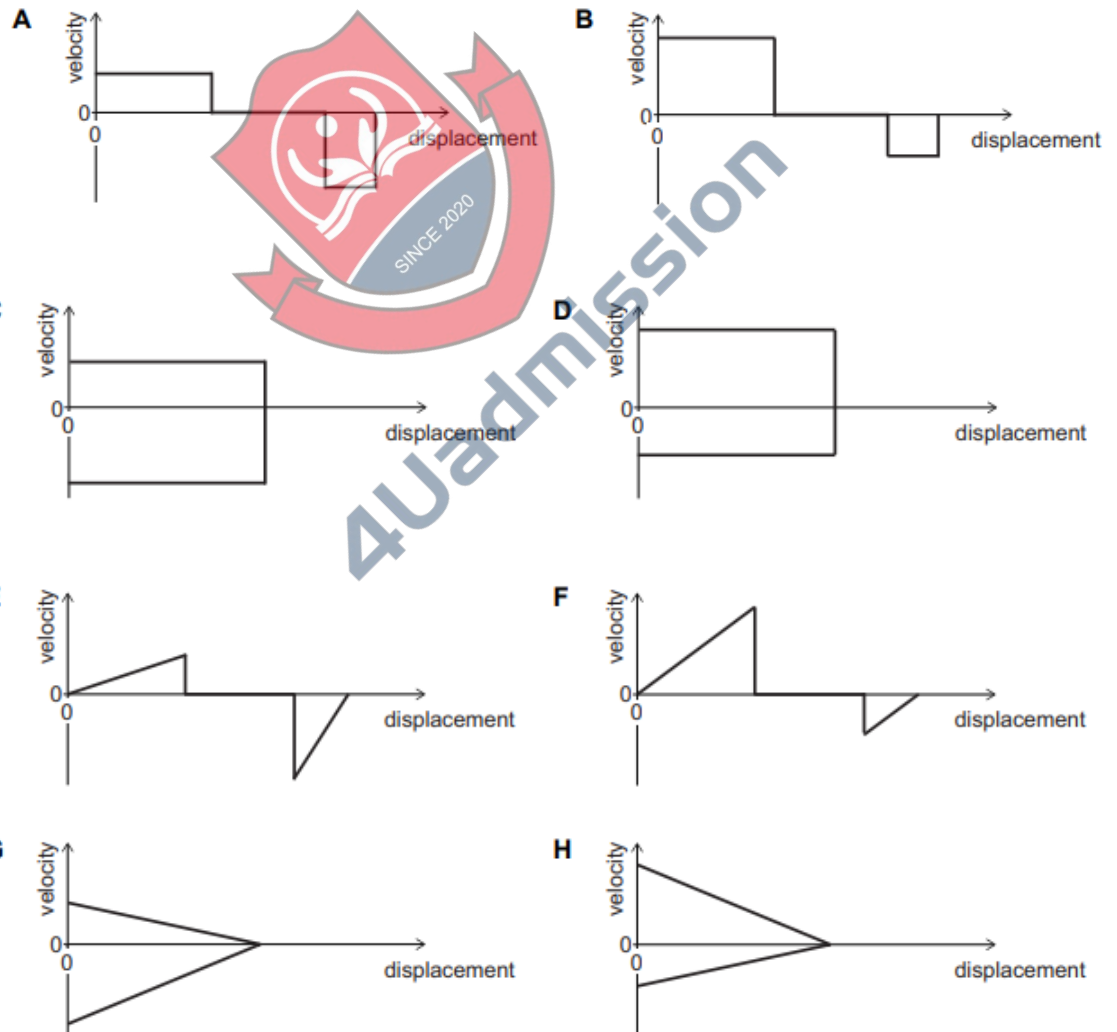 A
velocity
0
0
displacement
B
velocity
0
0
displacement
SINCE 2020
4Uadmission
velocity
0
0
displacement
D
velocity
0
0
displacement
velocity
0
0
displacement
F
velocity
0
0
displacement
G
velocity
0
0
displacement
H
velocity
0
0
displacement